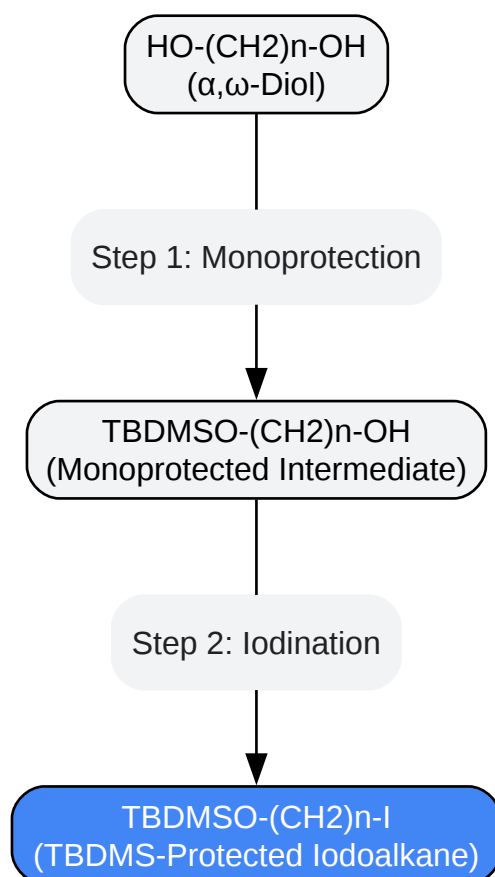 HO-(CH2)n-OH
(α,ω-Diol)
Step 1: Monoprotection
TBDMSO-(CH2)n-OH
(Monoprotected Intermediate)
Step 2: Iodination
TBDMSO-(CH2)n-I
(TBDMS-Protected Iodoalkane)